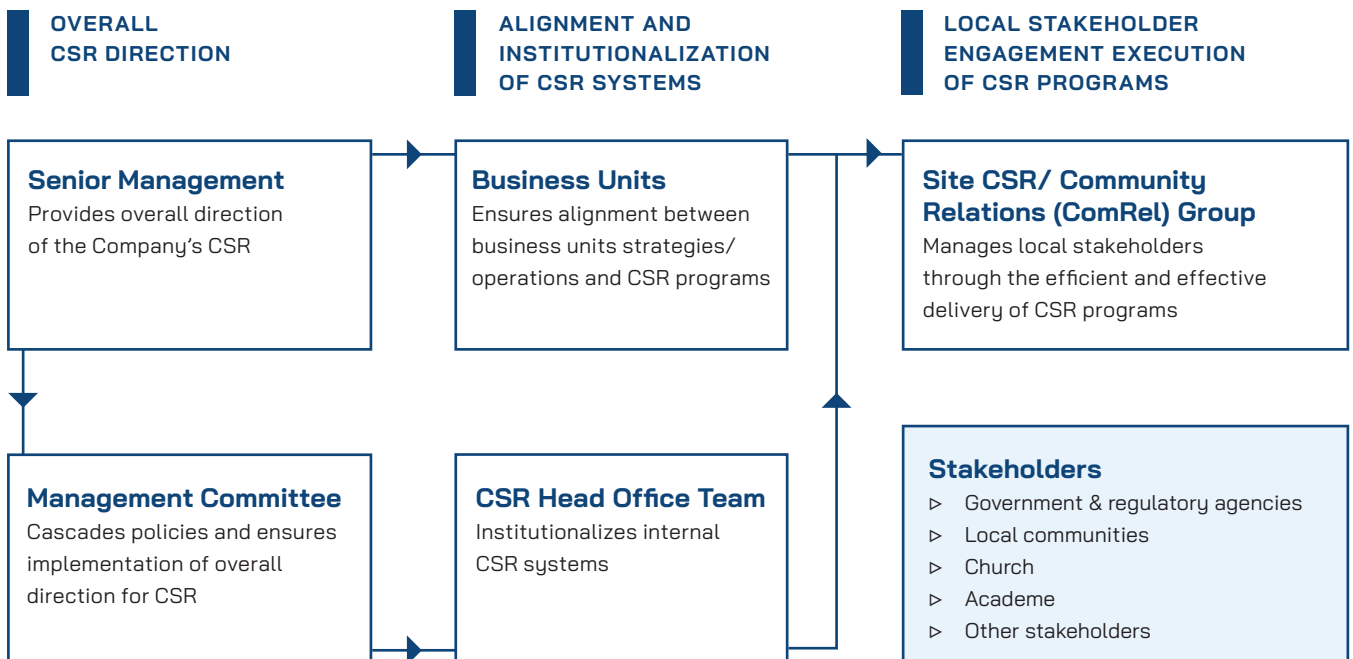 OVERALL
CSR DIRECTION
ALIGNMENT AND
INSTITUTIONALIZATION
OF CSR SYSTEMS
LOCAL STAKEHOLDER
ENGAGEMENT EXECUTION
OF CSR PROGRAMS
Senior Management
Provides overall direction
of the Company's CSR
Business Units
Ensures alignment between
business units strategies/
operations and CSR programs
Site CSR/ Community
Relations (ComRel) Group
Manages local stakeholders
through the efficient and effective
delivery of CSR programs
Management Committee
Cascades policies and ensures
implementation of overall
direction for CSR
CSR Head Office Team
Institutionalizes internal
CSR systems
Stakeholders
▹ Government & regulatory agencies
▹ Local communities
▹ Church
▹ Academe
▹ Other stakeholders